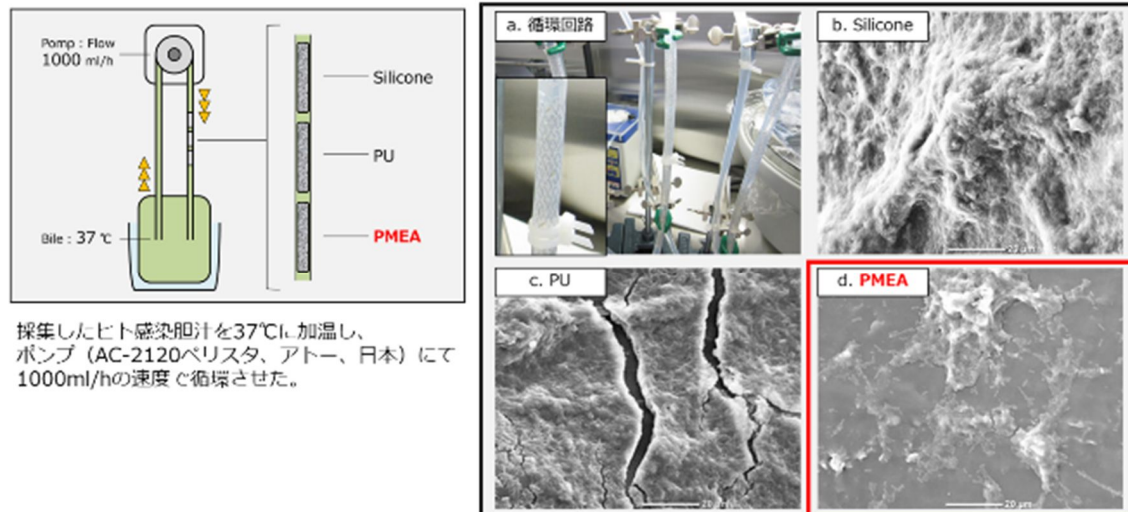 Pomp : Flow
1000 ml/h
Bile : 37 ℃
Silicone
PU
PMEA
採集したヒト感染胆汁を37℃に加温し、
ポンプ（AC-2120ペリスタ、アトー、日本）にて
1000ml/hの速度で循環させた。
a. 循環回路
b. Silicone
c. PU
20 μm
d. PMEA
20 μm